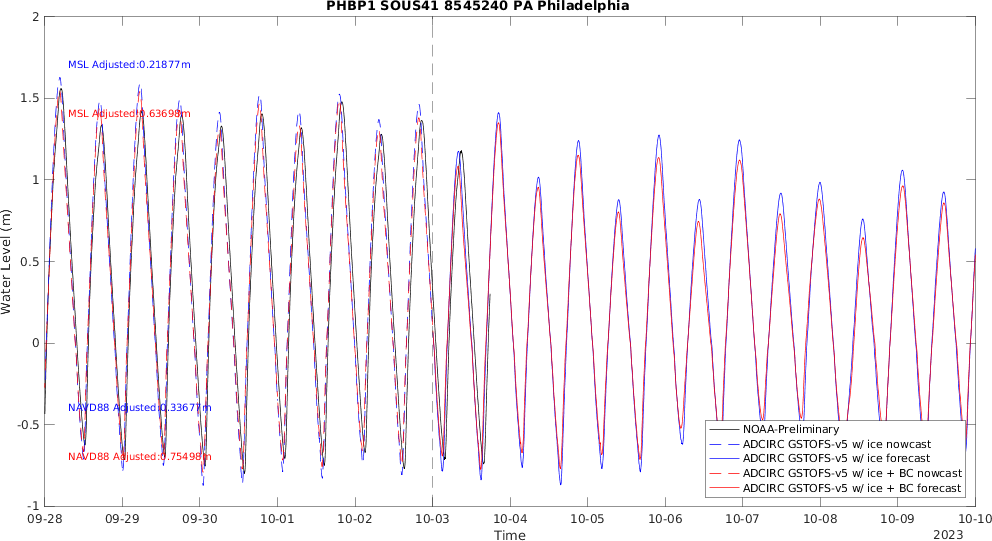 PHBP1 SOUS41 8545240 PA Philadelphia
2
1.5
1
0.5
0
-0.5
-1
Water Level (m)
MSL Adjusted:0.21877m
MSL Adjusted:0.63698m
NAVD88 Adjusted:0.33677m
NAVD88 Adjusted:0.75498m
NOAA-Preliminary
ADCIRC GSTOFS-v5 w/ ice nowcast
ADCIRC GSTOFS-v5 w/ ice forecast
ADCIRC GSTOFS-v5 w/ ice + BC nowcast
ADCIRC GSTOFS-v5 w/ ice + BC forecast
09-28 09-29 09-30 10-01 10-02 10-03 10-04 10-05 10-06 10-07 10-08 10-09 10-10
Time
2023